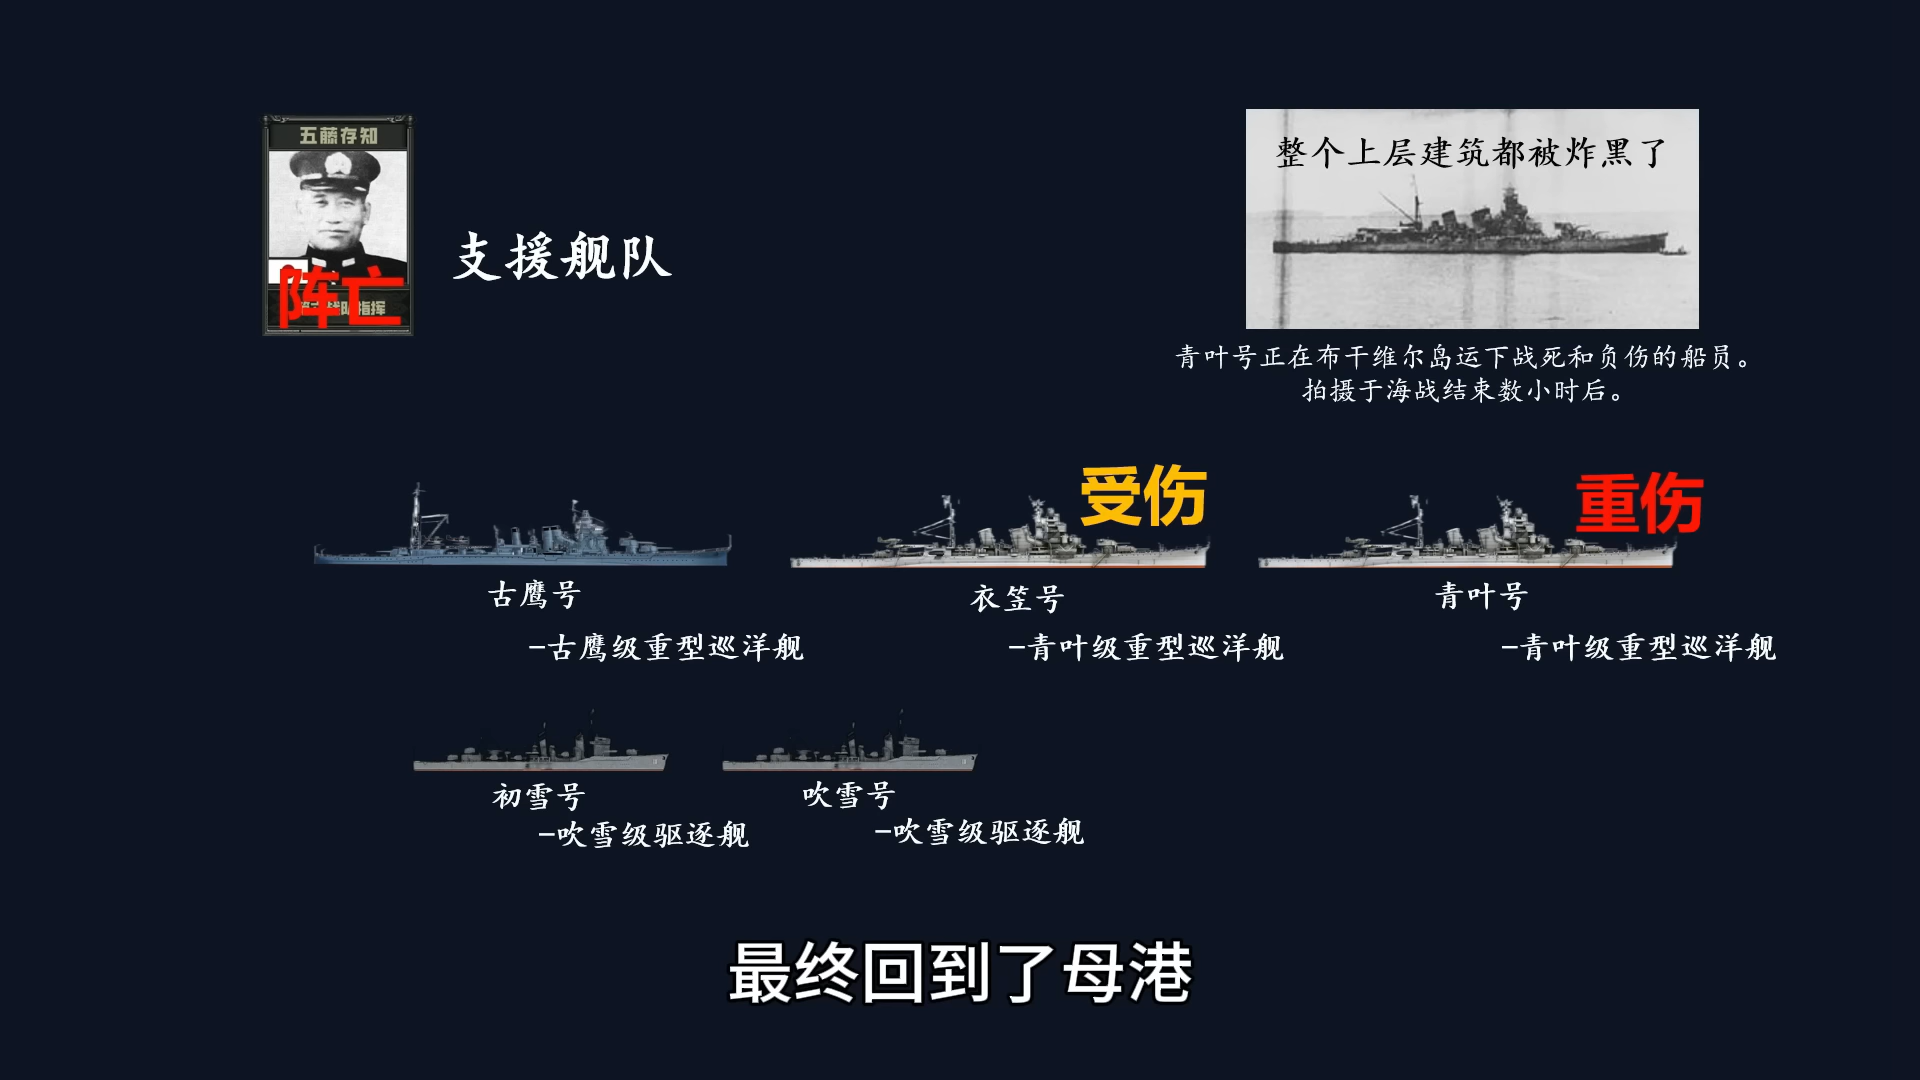 五藤存知
阵亡
指挥
支援舰队
整个上层建筑都被炸黑了
青叶号正在布干维尔岛运下战死和负伤的船员。
拍摄于海战结束数小时后。
受伤
重伤
古鹰号
-古鹰级重型巡洋舰
衣笠号
-青叶级重型巡洋舰
青叶号
-青叶级重型巡洋舰
初雪号
-吹雪级驱逐舰
吹雪号
-吹雪级驱逐舰
最终回到了母港